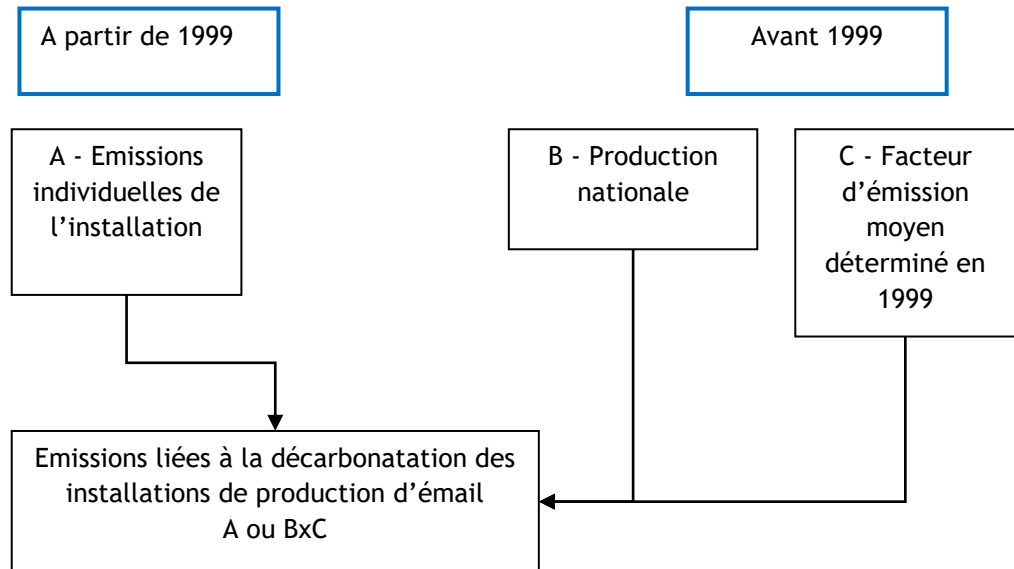 A partir de 1999
Avant 1999
A - Emissions
individuelles de
l’installation
B - Production
nationale
C - Facteur
d’émission
moyen
déterminé en
1999
Emissions liées à la décarbonatation des
installations de production d’émail
A ou BxC